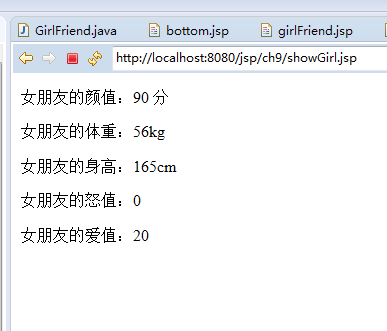 GirlFriend.java bottom.jsp girlFriend.jsp
http://localhost:8080/jsp/ch9/showGirl.jsp
女朋友的颜值：90 分
女朋友的体重：56kg
女朋友的身高：165cm
女朋友的怒值：0
女朋友的爱值：20